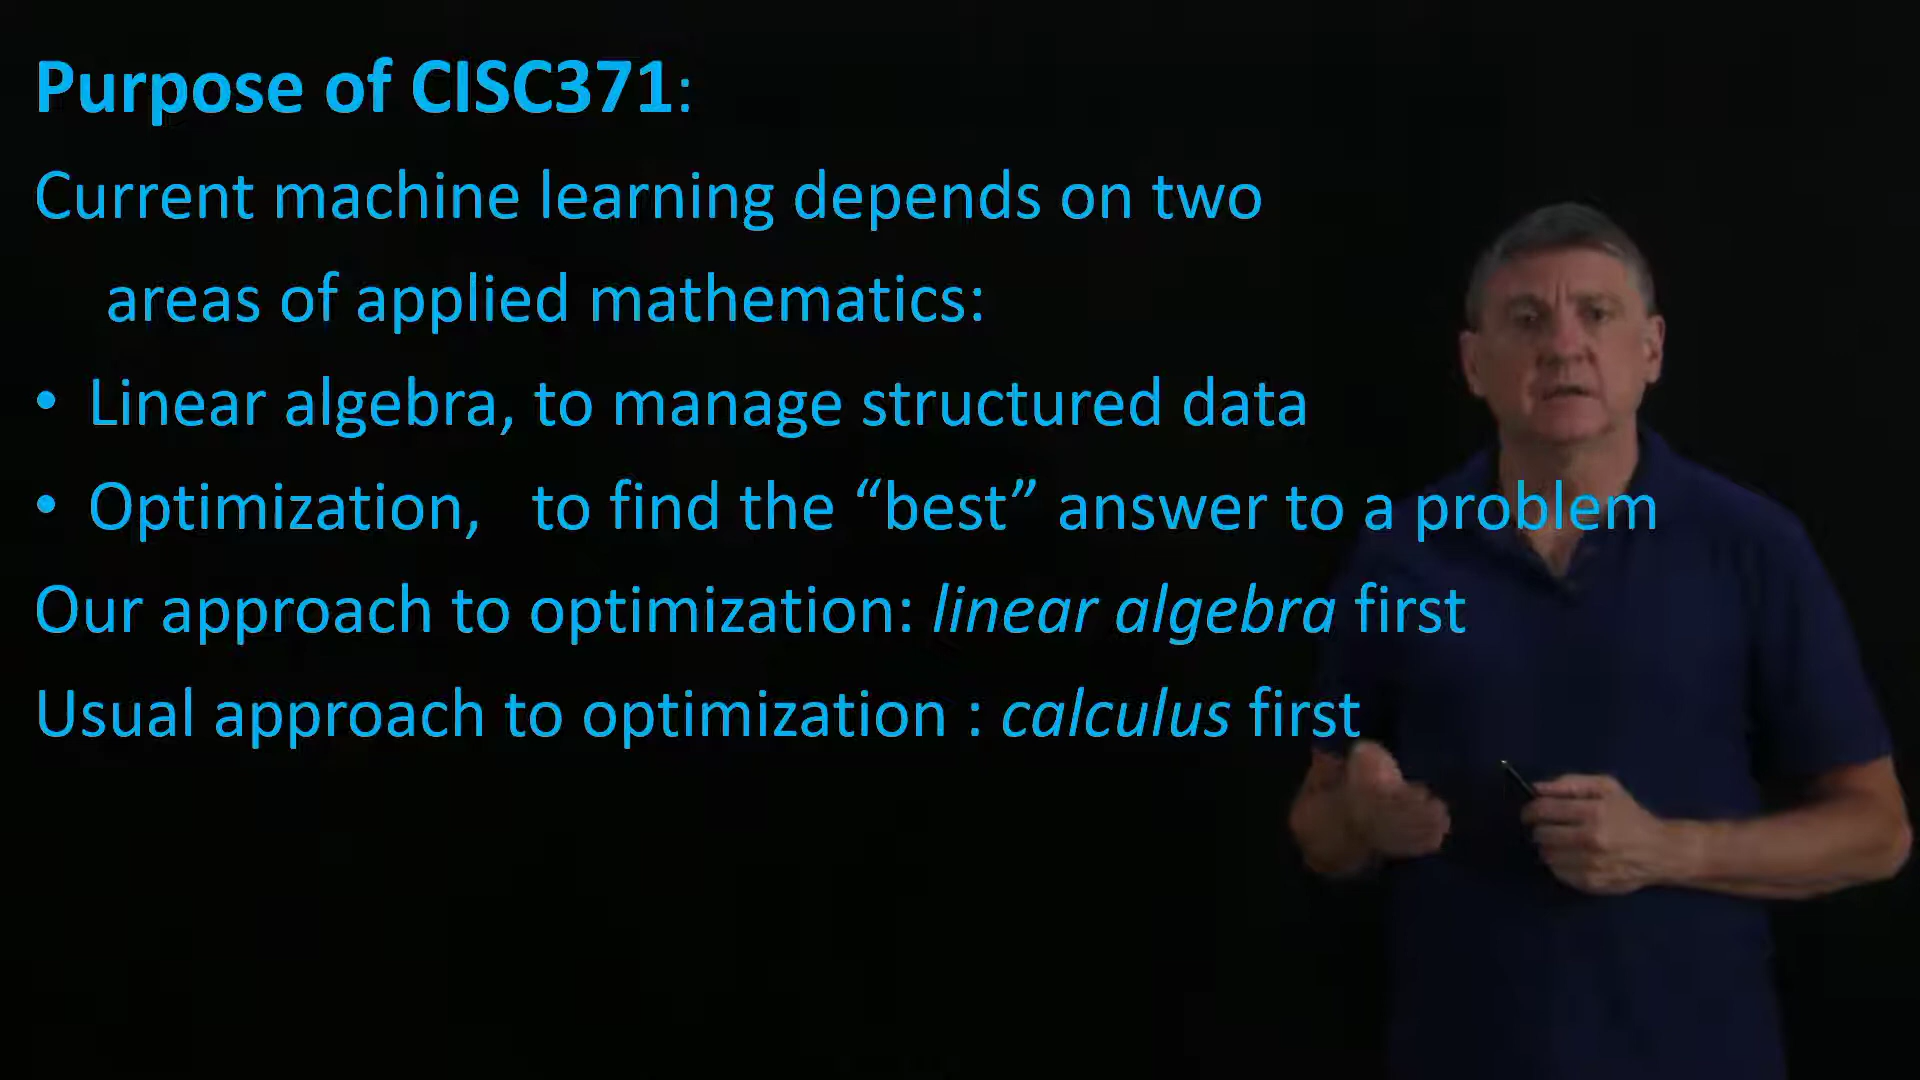 Purpose of CISC371:
Current machine learning depends on two
areas of applied mathematics:
• Linear algebra, to manage structured data
• Optimization, to find the “best” answer to a problem
Our approach to optimization: linear algebra first
Usual approach to optimization : calculus first